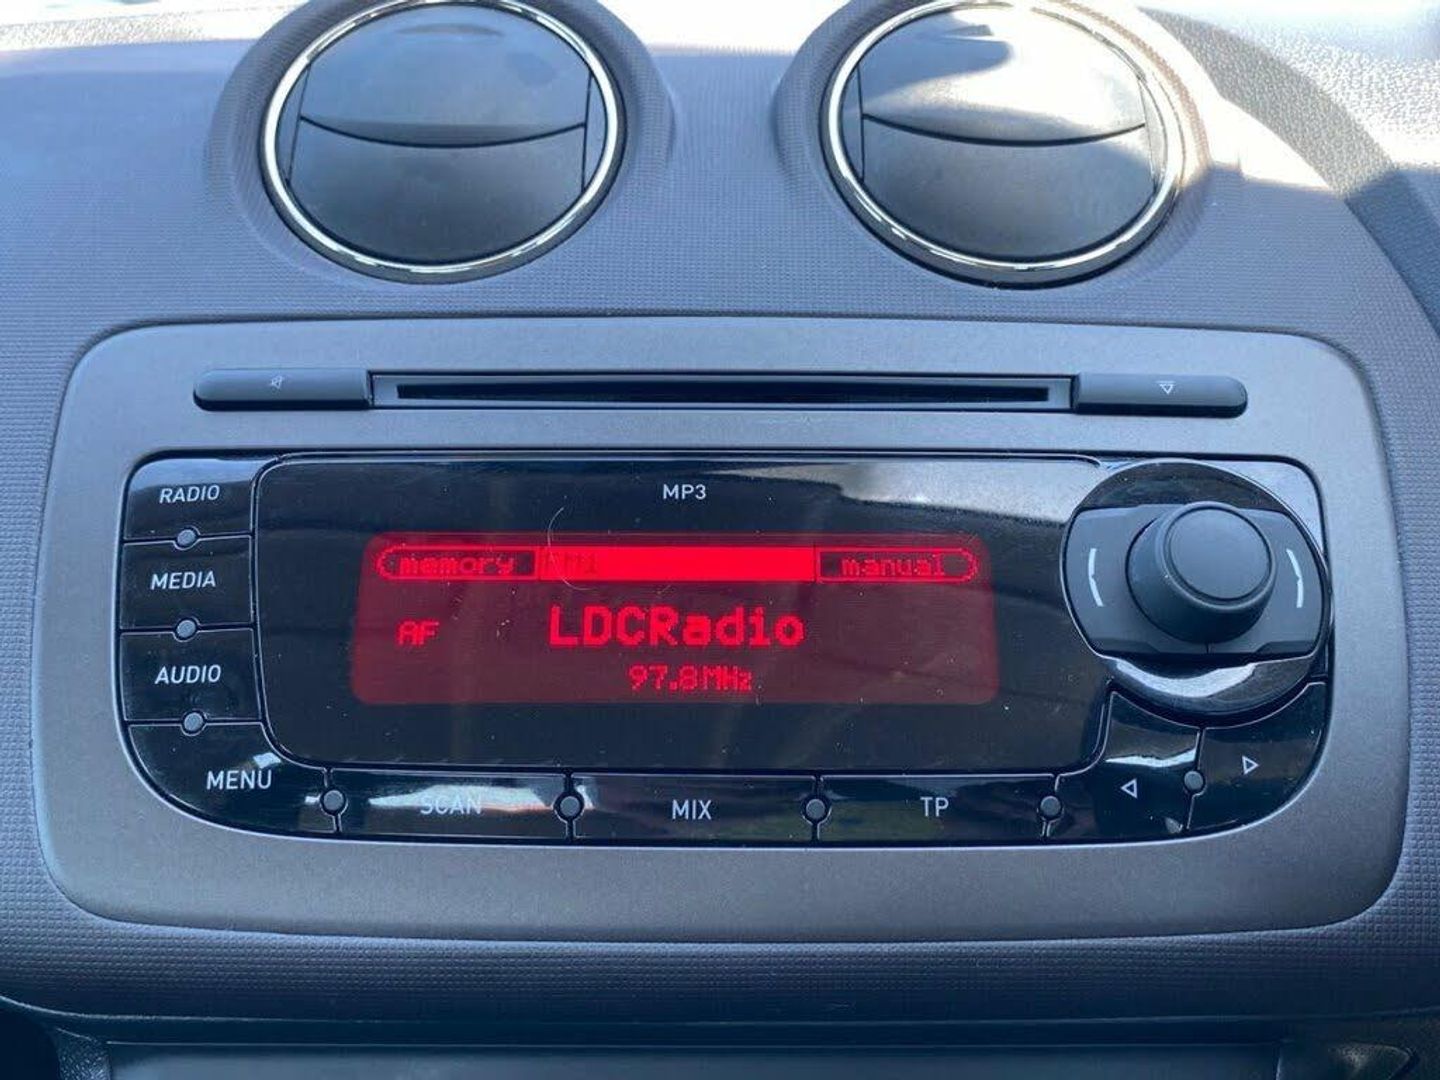 RADIO
MP3
MEDIA
memory
manual
AF
LDCRadio
97.8MHz
AUDIO
MENU
SCAN
MIX
TP